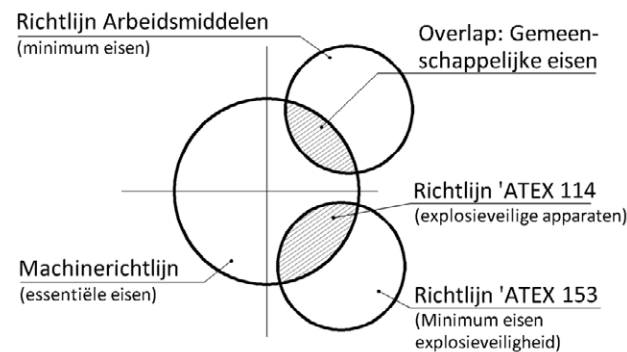 Richtlijn Arbeidsmiddelen
(minimum eisen)
Overlap: Gemeen-
schappelijke eisen
Richtlijn 'ATEX 114
(explosieveilige apparaten)
Machinerichtlijn
(essentiële eisen)
Richtlijn 'ATEX 153
(Minimum eisen
explosieveiligheid)